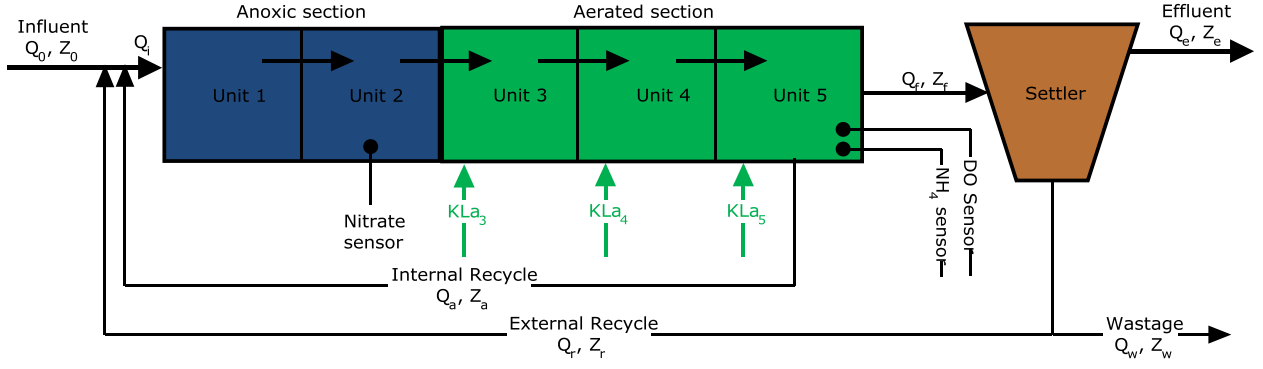 Anoxic section
Aerated section
Influent
Q0, Z0
Qi
Unit 1
Unit 2
Unit 3
Unit 4
Unit 5
Qf, Zf
Settler
Effluent
Qe, Ze
Nitrate
sensor
KLa3
KLa4
KLa5
NH4 sensor
DO Sensor
Internal Recycle
Qa, Za
External Recycle
Qr, Zr
Wastage
Qw, Zw